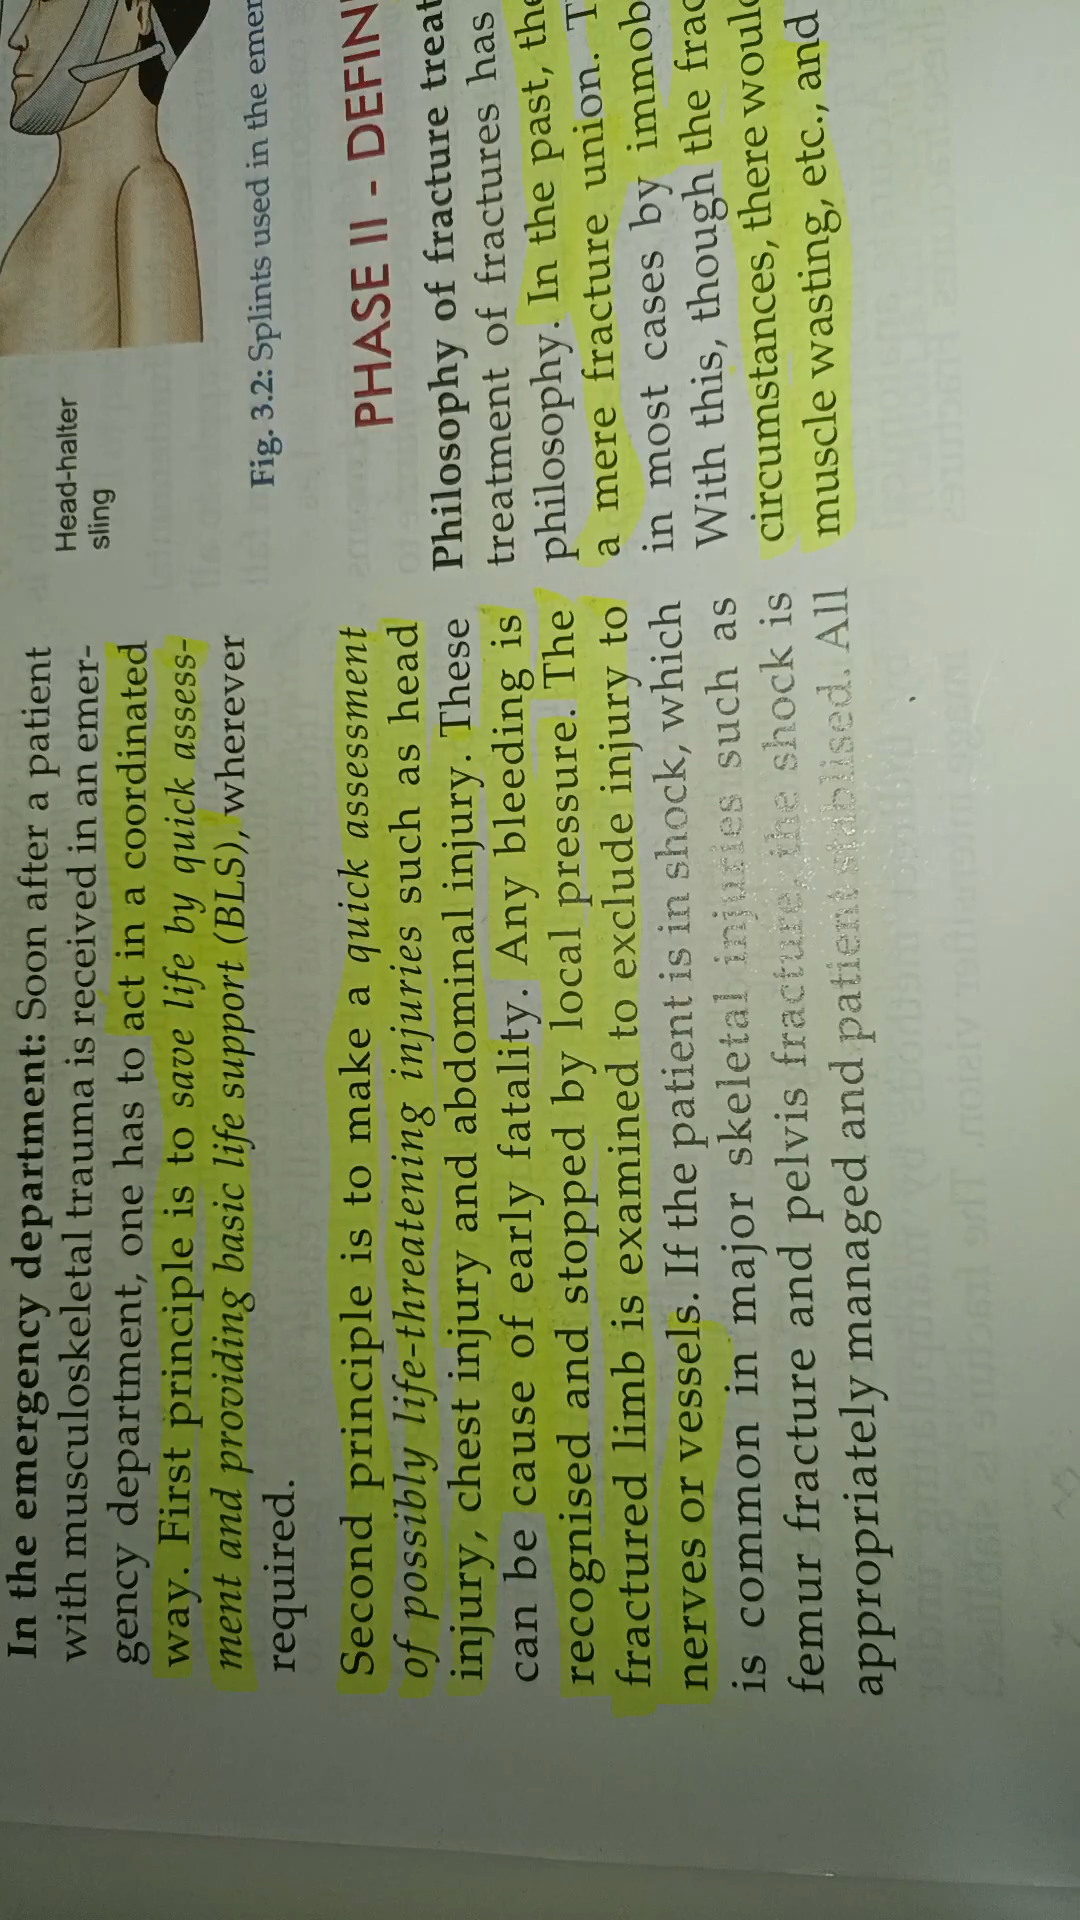 In the emergency department: Soon after a patient
with musculoskeletal trauma is received in an emer-
gency department, one has to act in a coordinated
way. First principle is to save life by quick assess-
ment and providing basic life support (BLS), wherever
required.
Second principle is to make a quick assessment
of possibly life-threatening injuries such as head
injury, chest injury and abdominal injury. These
can be cause of early fatality. Any bleeding is
recognised and stopped by local pressure. The
fractured limb is examined to exclude injury to
nerves or vessels. If the patient is in shock, which
is common in major skeletal injuries such as
femur fracture and pelvis fracture, the shock is
appropriately managed and patient stablised. All
Head-halter
sling
Fig. 3.2: Splints used in the emer
PHASE II - DEFIN
Philosophy of fracture treat
treatment of fractures has
philosophy. In the past, the
a mere fracture union. T
in most cases by immob
With this, though the frac
circumstances, there would
muscle wasting, etc., and